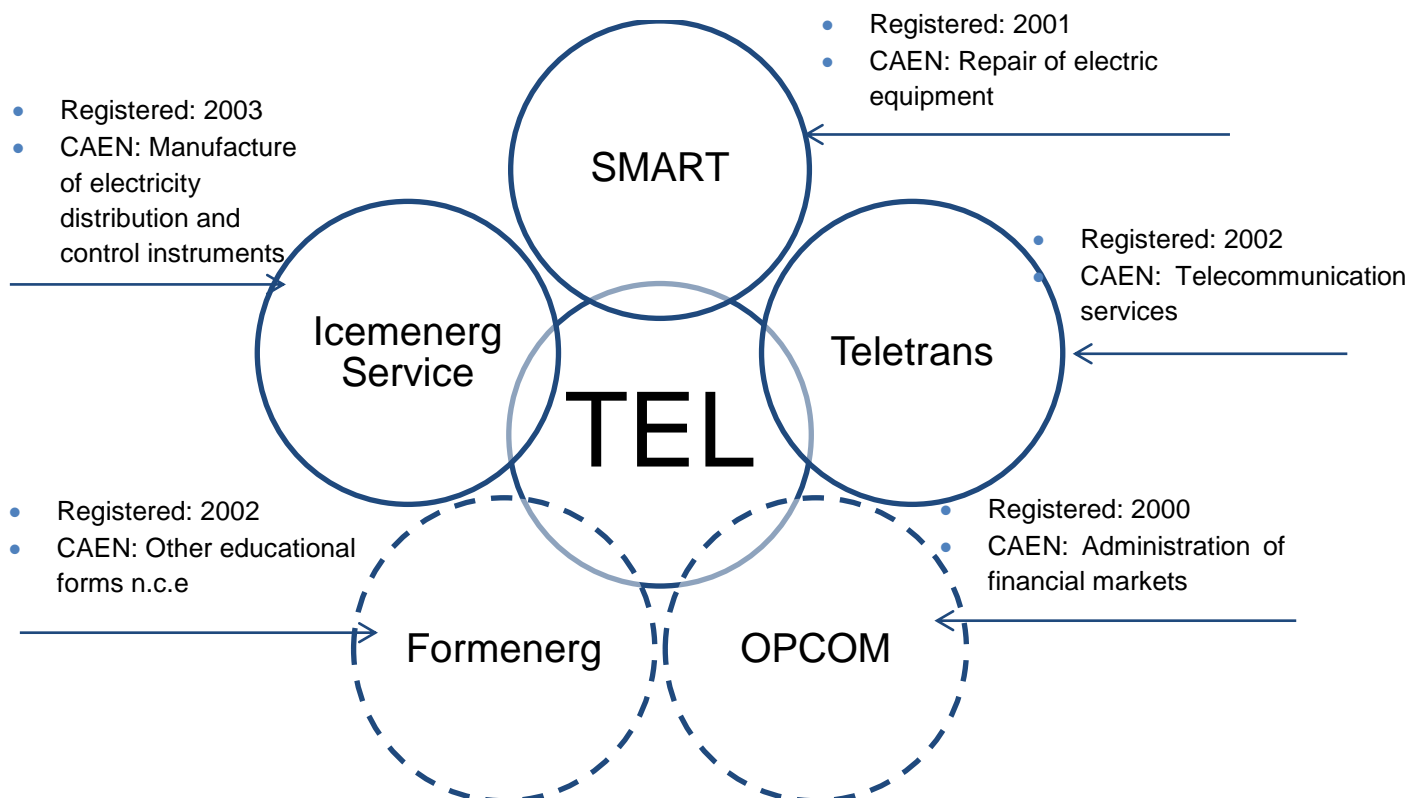 Registered: 2001
CAEN: Repair of electric
equipment
Registered: 2003
CAEN: Manufacture
of electricity
distribution and
control instruments
SMART
Registered: 2002
CAEN: Telecommunication
services
Icemenerg
Service
Teletrans
TEL
Registered: 2002
CAEN: Other educational
forms n.c.e
Registered: 2000
CAEN: Administration of
financial markets
Formenerg
OPCOM